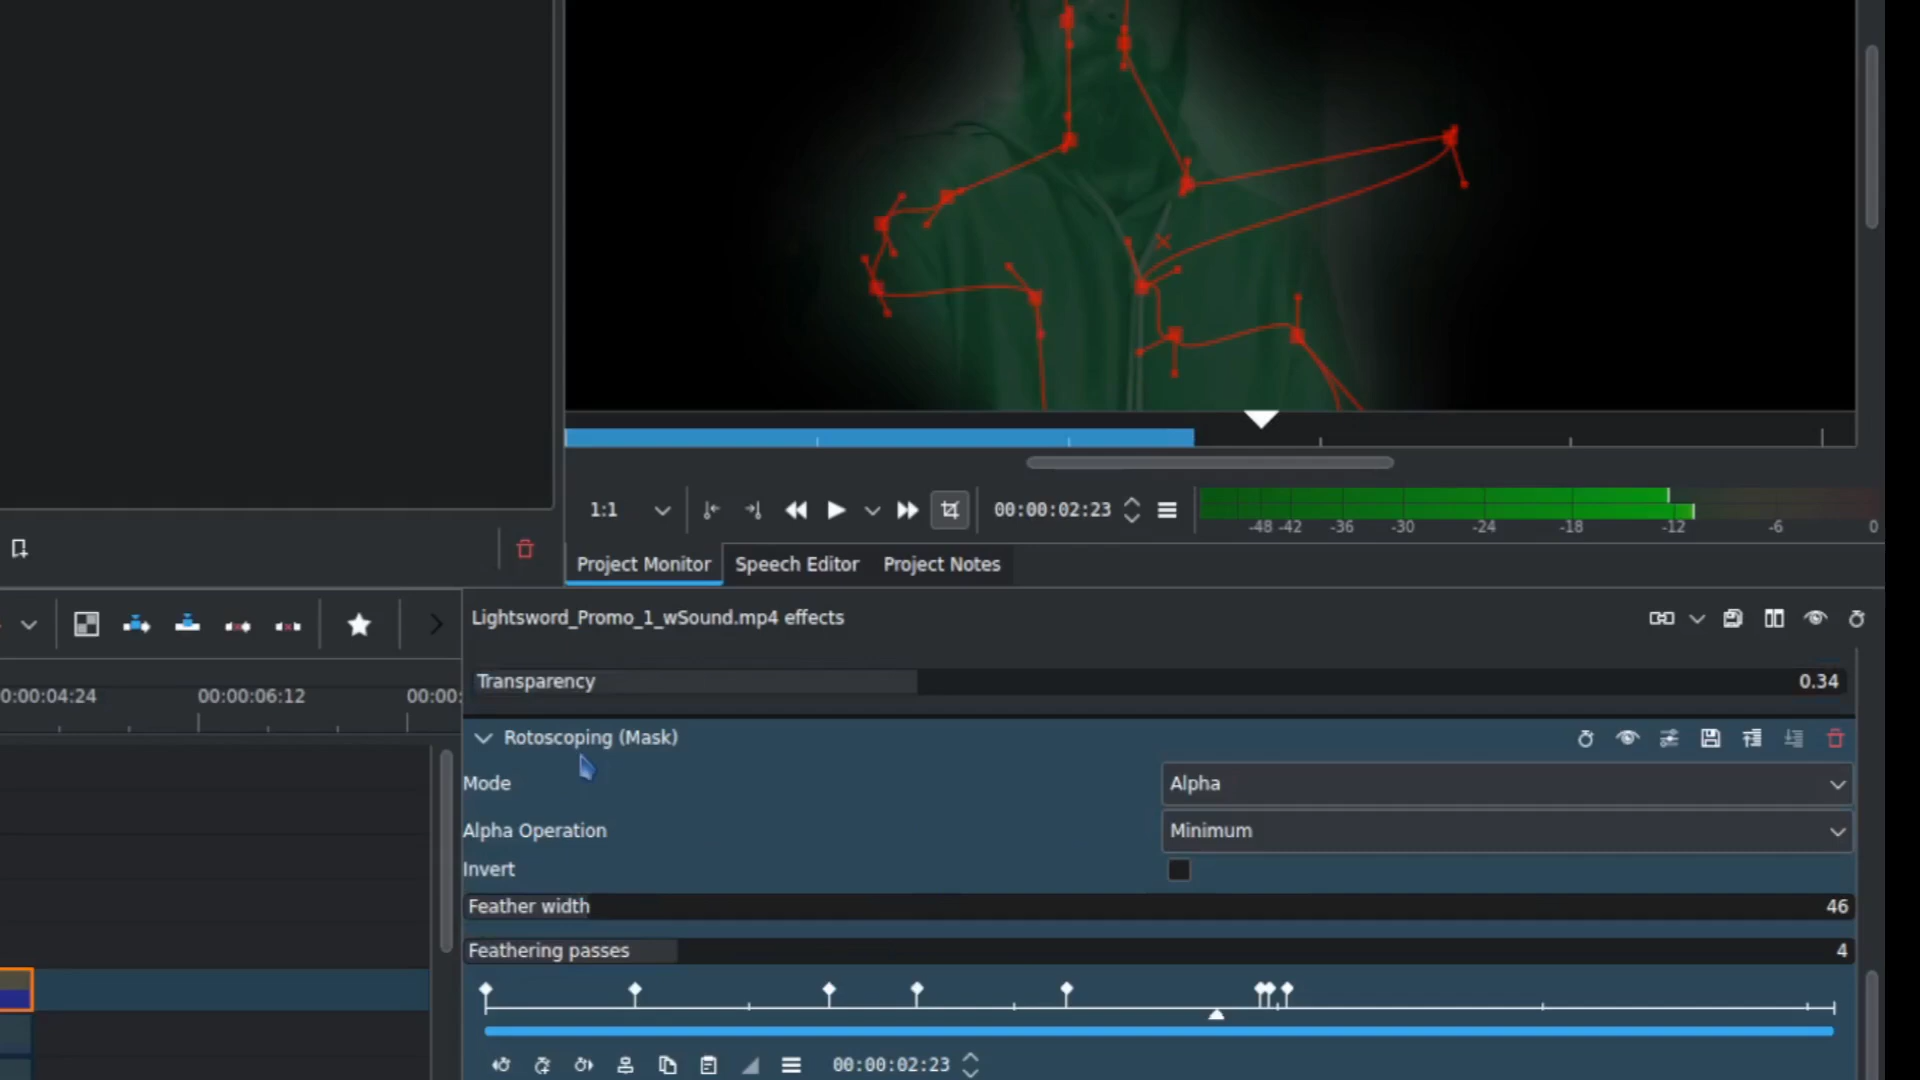 1:1
00:00:02:23
-48 -42 -36 -30 -24 -18 -12 -6 0
Project Monitor Speech Editor Project Notes
Lightsword_Promo_1_wSound.mp4 effects
0:00:04:24 00:00:06:12 00:00:
Transparency 0.34
Rotoscoping (Mask)
Mode Alpha
Alpha Operation Minimum
Invert
Feather width 46
Feathering passes 4
00:00:02:23